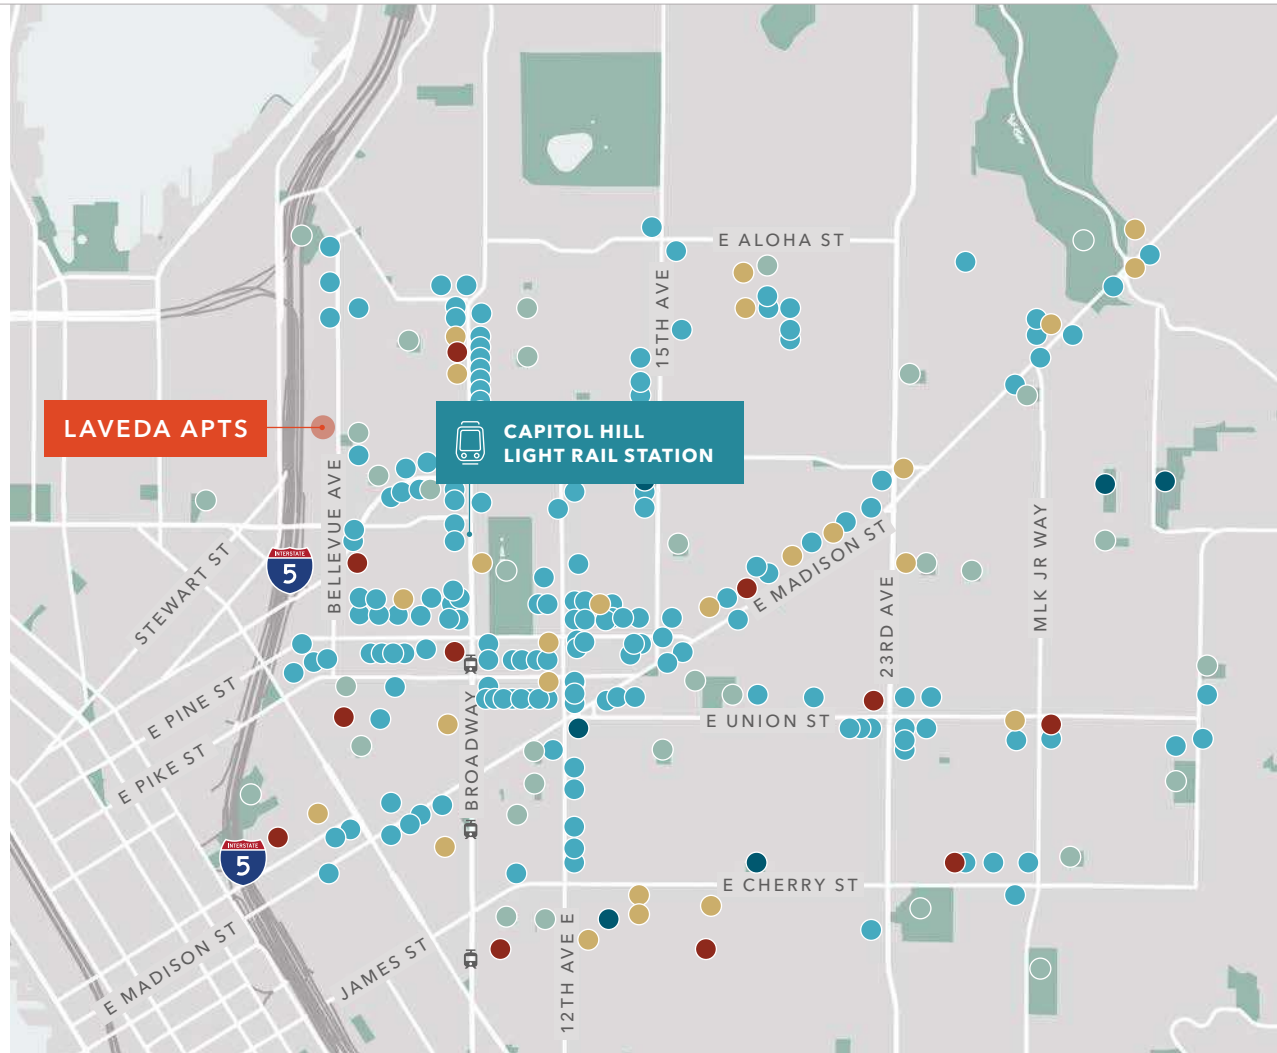 E ALOHA ST
15TH AVE
LAVEDA APTS
CAPITOL HILL
LIGHT RAIL STATION
BELLEVUE AVE
STEWART ST
INTERSTATE
5
E MADISON ST
MLK JR WAY
23RD AVE
E PINE ST
E PIKE ST
BROADWAY
E UNION ST
INTERSTATE
5
E CHERRY ST
E MADISON ST
JAMES ST
12TH AVE E